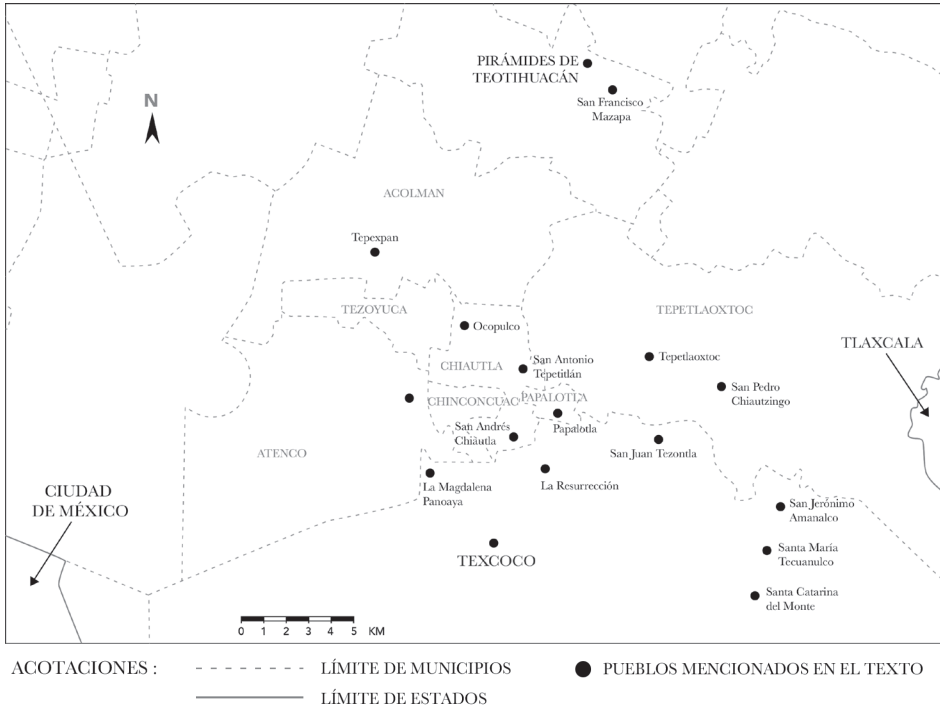 PIRÁMIDES DE
TEOTIHUACÁN
San Francisco
Mazapa
N
ACOLMAN
Tepexpan
TEZOYUCA
TEPETLAOXTOC
Ocopulco
TLAXCALA
San Antonio
Tepetitlán
Tepetlaoxtoc
CHIAUTLA
San Pedro
Chiautzingo
CHINCONCUAC
PAPALOTLA
San Andrés
Chiautla
Papalotla
ATENCO
San Juan Tezontla
La Magdalena
Panoaya
La Resurrección
CIUDAD
DE MÉXICO
San Jerónimo
Amanalco
TEXCOCO
Santa María
Tecuanulco
Santa Catarina
del Monte
0 1 2 3 4 5 KM
ACOTACIONES :
LÍMITE DE MUNICIPIOS
PUEBLOS MENCIONADOS EN EL TEXTO
LÍMITE DE ESTADOS